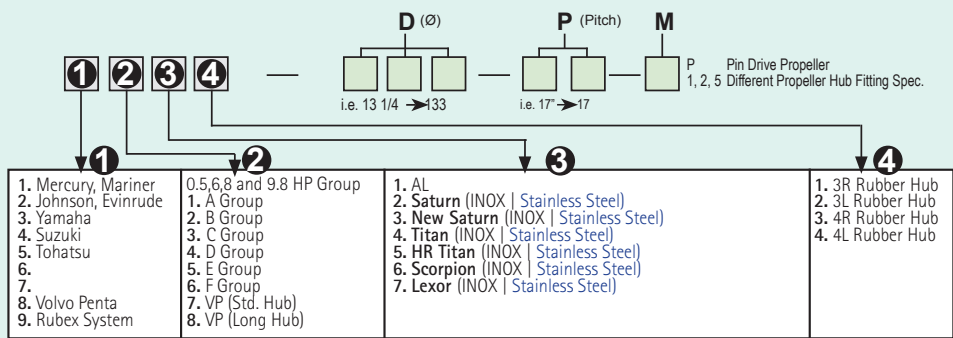 D (Ø)
P (Pitch)
M
1 2 3 4 — — —
P Pin Drive Propeller
1, 2, 5 Different Propeller Hub Fitting Spec.
i.e. 13 1/4 ➔133
i.e. 17" ➔17
1
1. Mercury, Mariner
2. Johnson, Evinrude
3. Yamaha
4. Suzuki
5. Tohatsu
6.
7.
8. Volvo Penta
9. Rubex System
2
0.5,6,8 and 9.8 HP Group
1. A Group
2. B Group
3. C Group
4. D Group
5. E Group
6. F Group
7. VP (Std. Hub)
8. VP (Long Hub)
3
1. AL
2. Saturn (INOX | Stainless Steel)
3. New Saturn (INOX | Stainless Steel)
4. Titan (INOX | Stainless Steel)
5. HR Titan (INOX | Stainless Steel)
6. Scorpion (INOX | Stainless Steel)
7. Lexor (INOX | Stainless Steel)
4
1. 3R Rubber Hub
2. 3L Rubber Hub
3. 4R Rubber Hub
4. 4L Rubber Hub